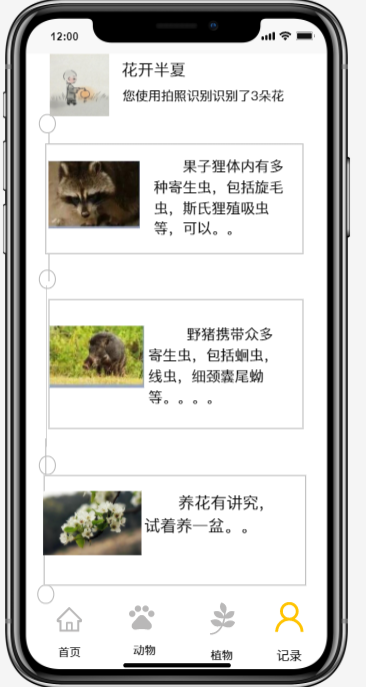 12:00
花开半夏
您使用拍照识别识别了3朵花
果子狸体内有多
种寄生虫，包括旋毛
虫，斯氏狸殖吸虫
等，可以。。
野猪携带众多
寄生虫，包括蛔虫，
线虫，细颈囊尾蚴
等。。。。
养花有讲究，
试着养一盆。。
首页
动物
植物
记录